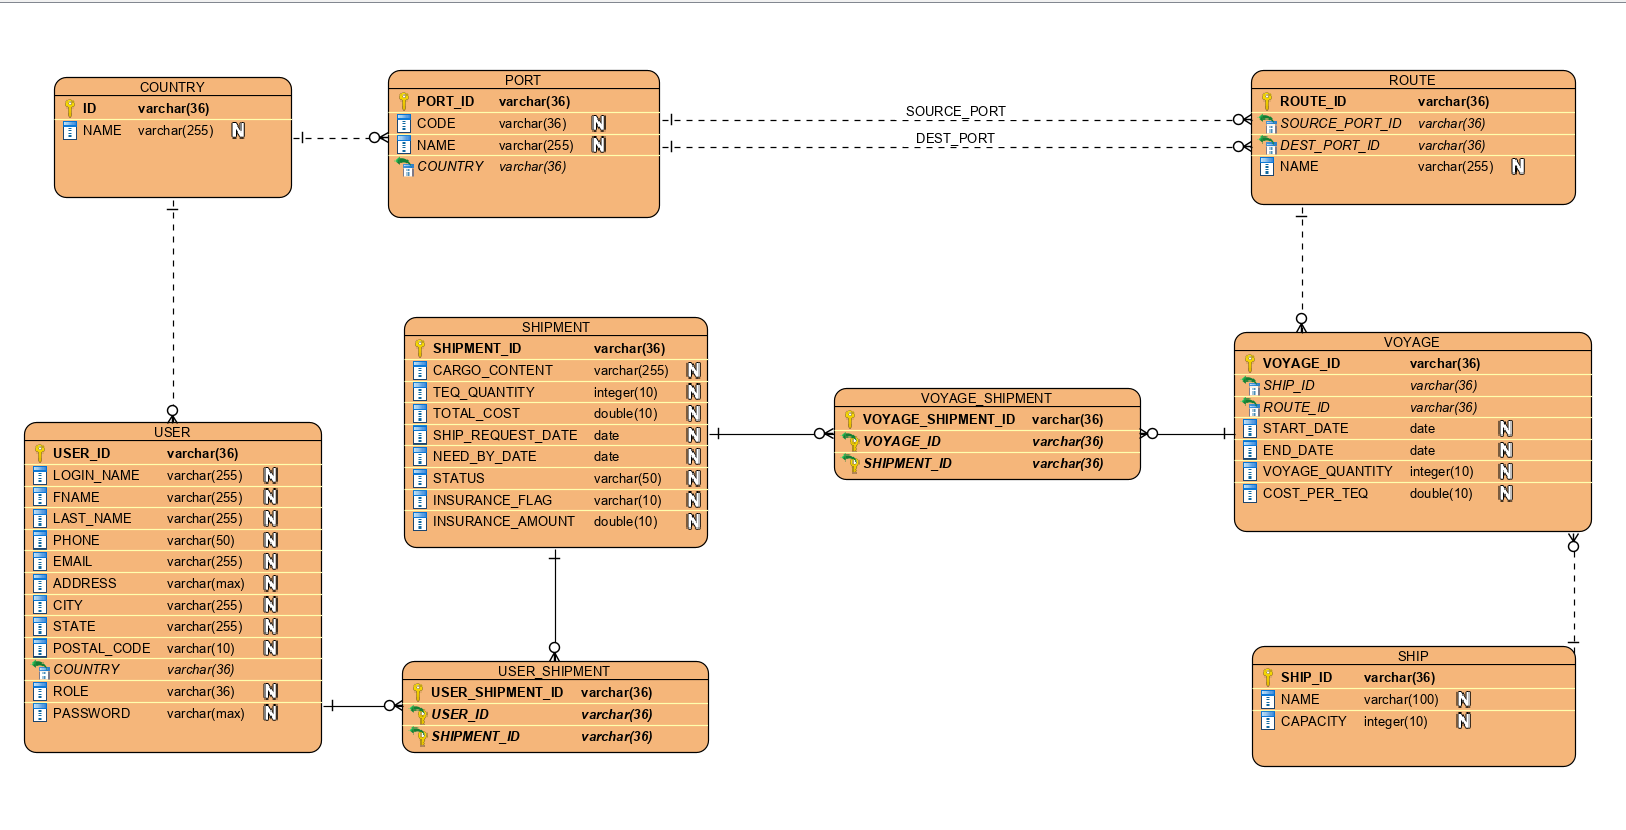 COUNTRY
ID varchar(36)
NAME varchar(255) N
PORT
PORT_ID varchar(36)
CODE varchar(36) N
NAME varchar(255) N
COUNTRY varchar(36)
SOURCE_PORT
DEST_PORT
ROUTE
ROUTE_ID varchar(36)
SOURCE_PORT_ID varchar(36)
DEST_PORT_ID varchar(36)
NAME varchar(255) N
SHIPMENT
SHIPMENT_ID varchar(36)
CARGO_CONTENT varchar(255) N
TEQ_QUANTITY integer(10) N
TOTAL_COST double(10) N
SHIP_REQUEST_DATE date N
NEED_BY_DATE date N
STATUS varchar(50) N
INSURANCE_FLAG varchar(10) N
INSURANCE_AMOUNT double(10) N
VOYAGE_SHIPMENT
VOYAGE_SHIPMENT_ID varchar(36)
VOYAGE_ID varchar(36)
SHIPMENT_ID varchar(36)
VOYAGE
VOYAGE_ID varchar(36)
SHIP_ID varchar(36)
ROUTE_ID varchar(36)
START_DATE date N
END_DATE date N
VOYAGE_QUANTITY integer(10) N
COST_PER_TEQ double(10) N
USER
USER_ID varchar(36)
LOGIN_NAME varchar(255) N
FNAME varchar(255) N
LAST_NAME varchar(255) N
PHONE varchar(50) N
EMAIL varchar(255) N
ADDRESS varchar(max) N
CITY varchar(255) N
STATE varchar(255) N
POSTAL_CODE varchar(10) N
COUNTRY varchar(36)
ROLE varchar(36) N
PASSWORD varchar(max) N
USER_SHIPMENT
USER_SHIPMENT_ID varchar(36)
USER_ID varchar(36)
SHIPMENT_ID varchar(36)
SHIP
SHIP_ID varchar(36)
NAME varchar(100) N
CAPACITY integer(10) N